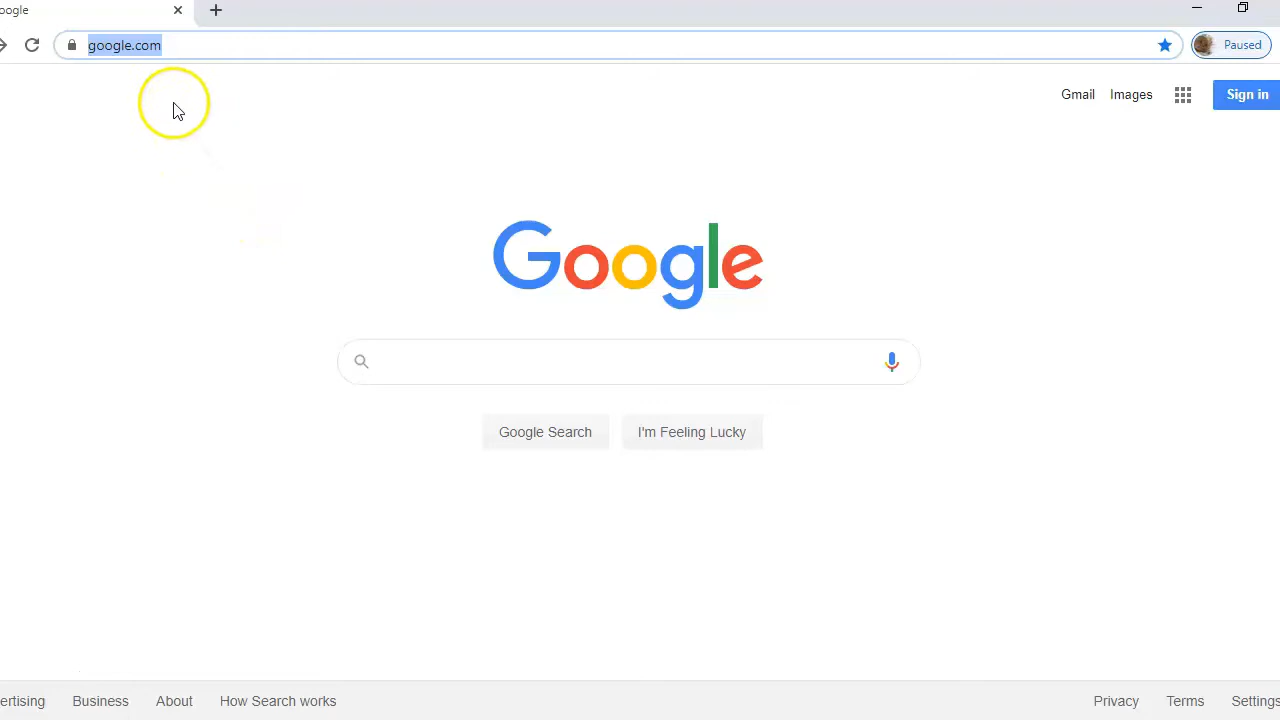 oogle
google.com
Paused
Gmail Images Sign in
Google
Google Search I'm Feeling Lucky
ertising Business About How Search works Privacy Terms Settings